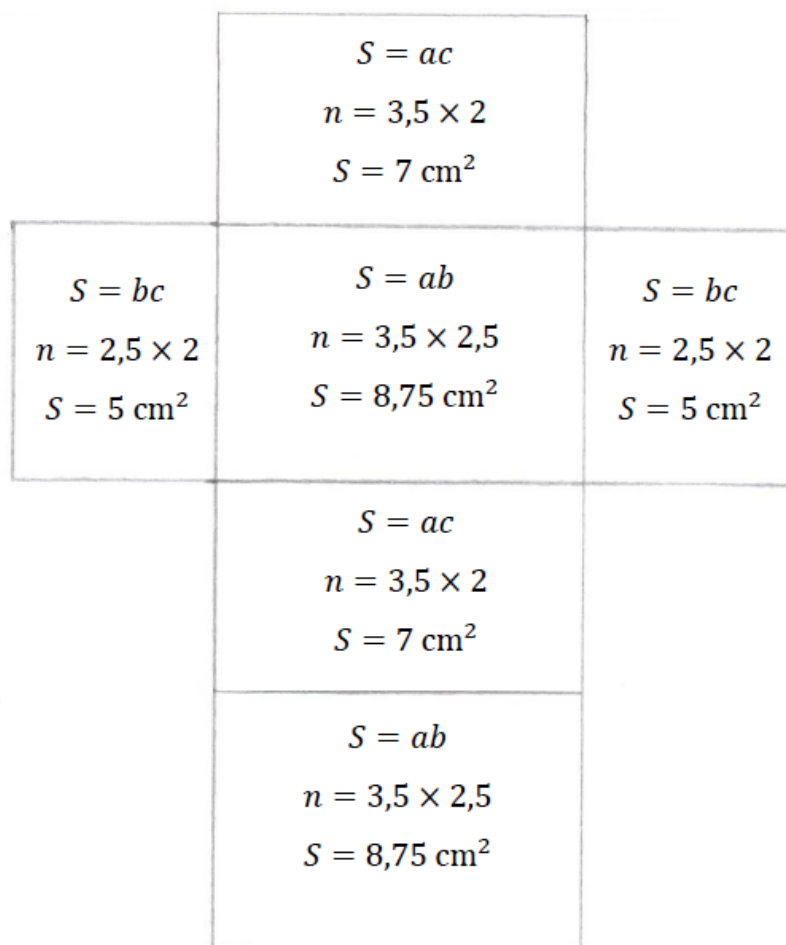 S = ac
n = 3,5 × 2
S = 7 cm²
S = bc
n = 2,5 × 2
S = 5 cm²
S = ab
n = 3,5 × 2,5
S = 8,75 cm²
S = bc
n = 2,5 × 2
S = 5 cm²
S = ac
n = 3,5 × 2
S = 7 cm²
S = ab
n = 3,5 × 2,5
S = 8,75 cm²